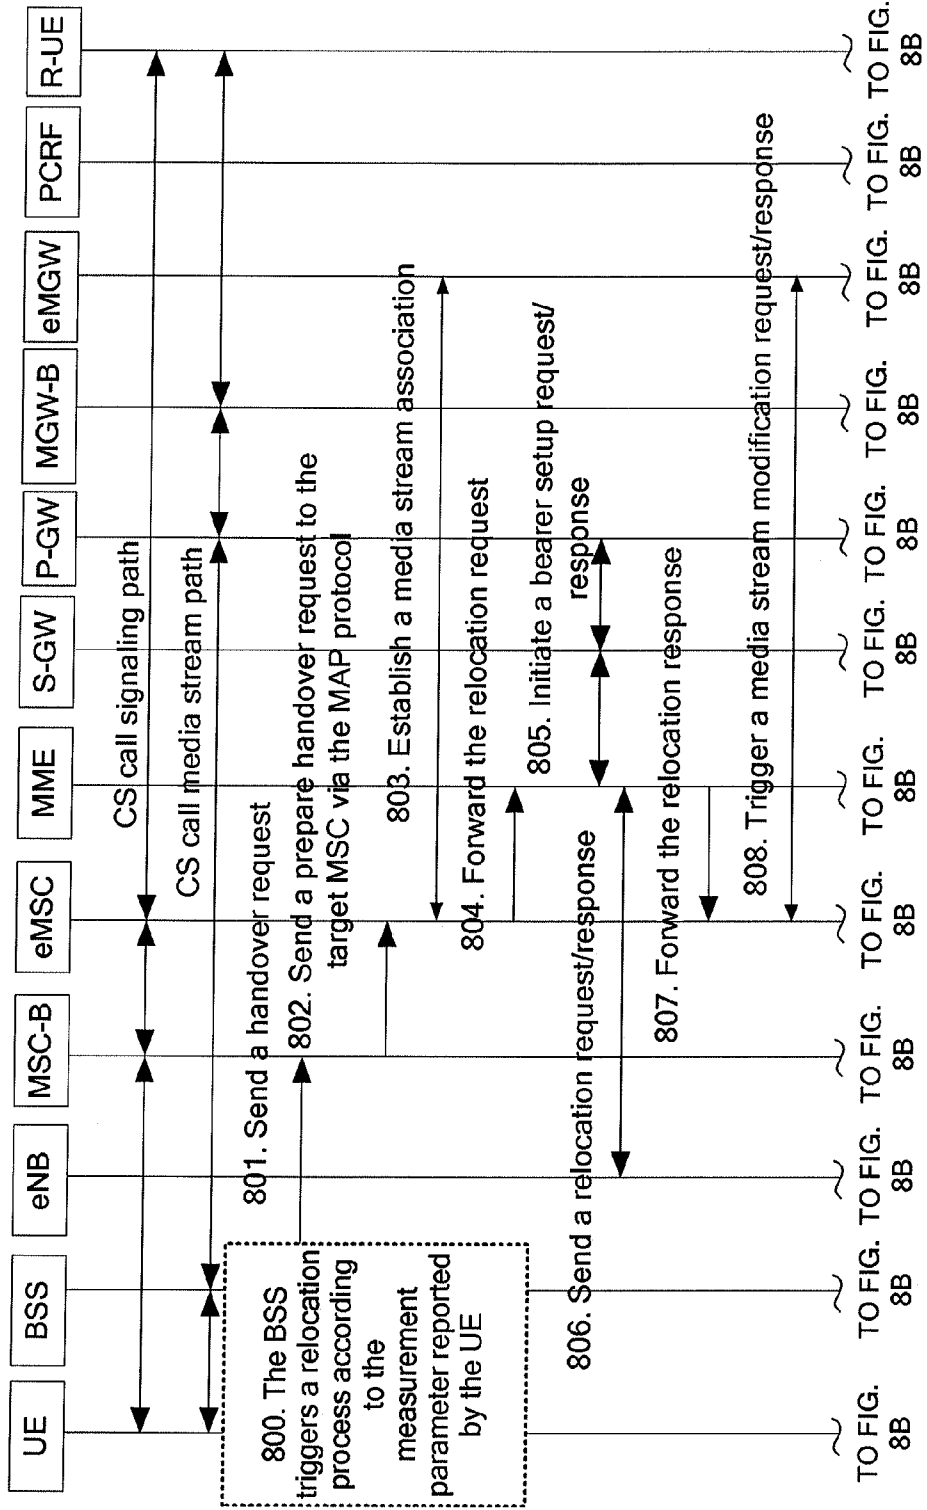 UE
BSS
eNB
MSC-B
eMSC
MME
S-GW
P-GW
MGW-B
eMGW
PCRF
R-UE
CS call signaling path
CS call media stream path
800. The BSS
triggers a relocation
process according
to the
measurement
parameter reported
by the UE
801. Send a handover request
802. Send a prepare handover request to the
target MSC via the MAP protocol
803. Establish a media stream association
804. Forward the relocation request
805. Initiate a bearer setup request/
response
806. Send a relocation request/response
807. Forward the relocation response
808. Trigger a media stream modification request/response
TO FIG.
8B
TO FIG.
8B
TO FIG.
8B
TO FIG.
8B
TO FIG.
8B
TO FIG.
8B
TO FIG.
8B
TO FIG.
8B
TO FIG.
8B
TO FIG.
8B
TO FIG.
8B
TO FIG.
8B